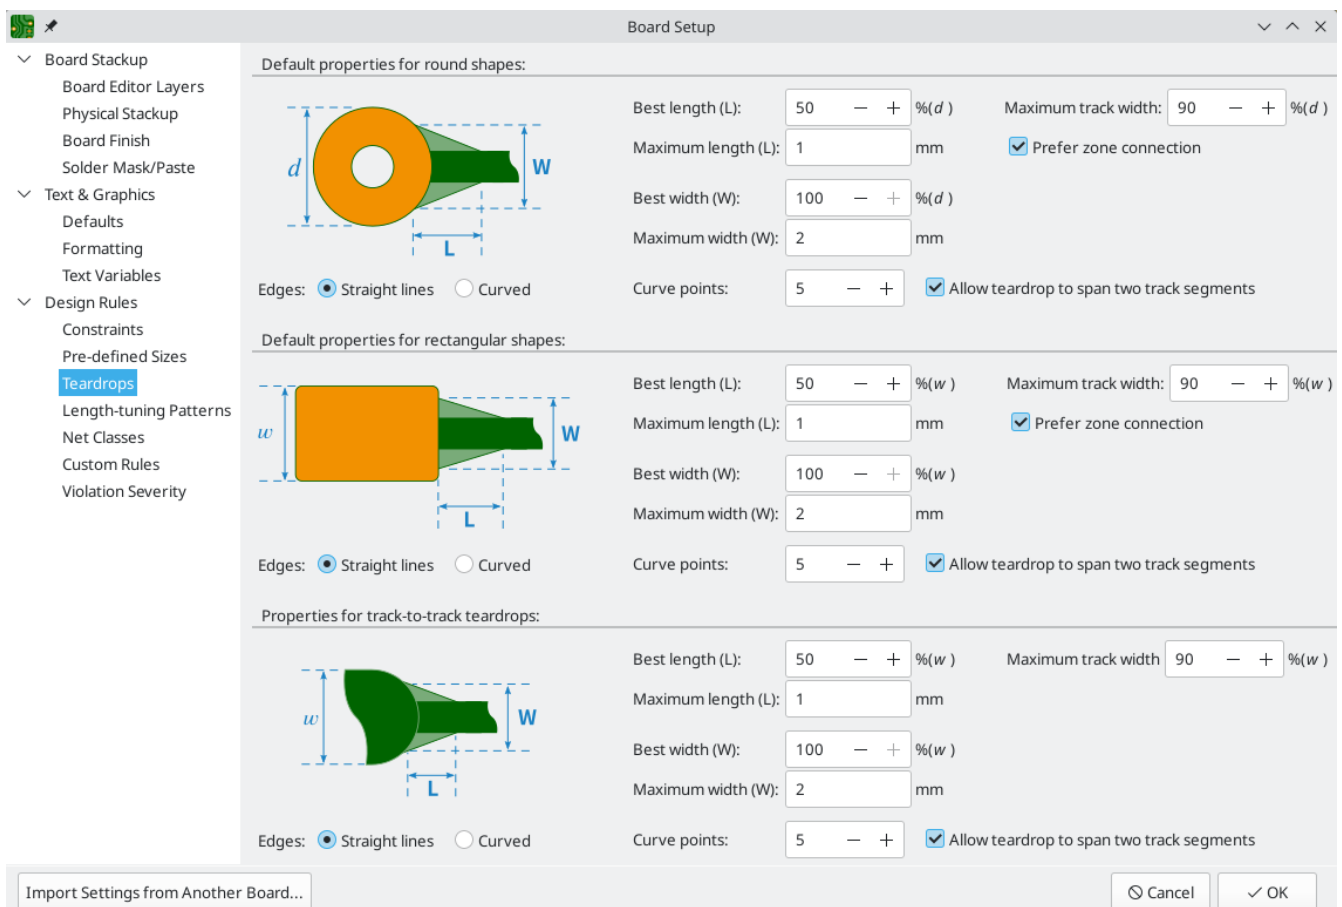 Board Setup
Board Stackup
Board Editor Layers
Physical Stackup
Board Finish
Solder Mask/Paste
Text & Graphics
Defaults
Formatting
Text Variables
Design Rules
Constraints
Pre-defined Sizes
Teardrops
Length-tuning Patterns
Net Classes
Custom Rules
Violation Severity
Default properties for round shapes:
d
W
L
Best length (L): 50 − + %(d )
Maximum track width: 90 − + %(d )
Maximum length (L): 1 mm
Prefer zone connection
Best width (W): 100 − + %(d )
Maximum width (W): 2 mm
Edges: Straight lines Curved
Curve points: 5 − +
Allow teardrop to span two track segments
Default properties for rectangular shapes:
w
W
L
Best length (L): 50 − + %(w )
Maximum track width: 90 − + %(w )
Maximum length (L): 1 mm
Prefer zone connection
Best width (W): 100 − + %(w )
Maximum width (W): 2 mm
Edges: Straight lines Curved
Curve points: 5 − +
Allow teardrop to span two track segments
Properties for track-to-track teardrops:
w
W
L
Best length (L): 50 − + %(w )
Maximum track width 90 − + %(w )
Maximum length (L): 1 mm
Best width (W): 100 − + %(w )
Maximum width (W): 2 mm
Edges: Straight lines Curved
Curve points: 5 − +
Allow teardrop to span two track segments
Import Settings from Another Board...
Cancel
OK